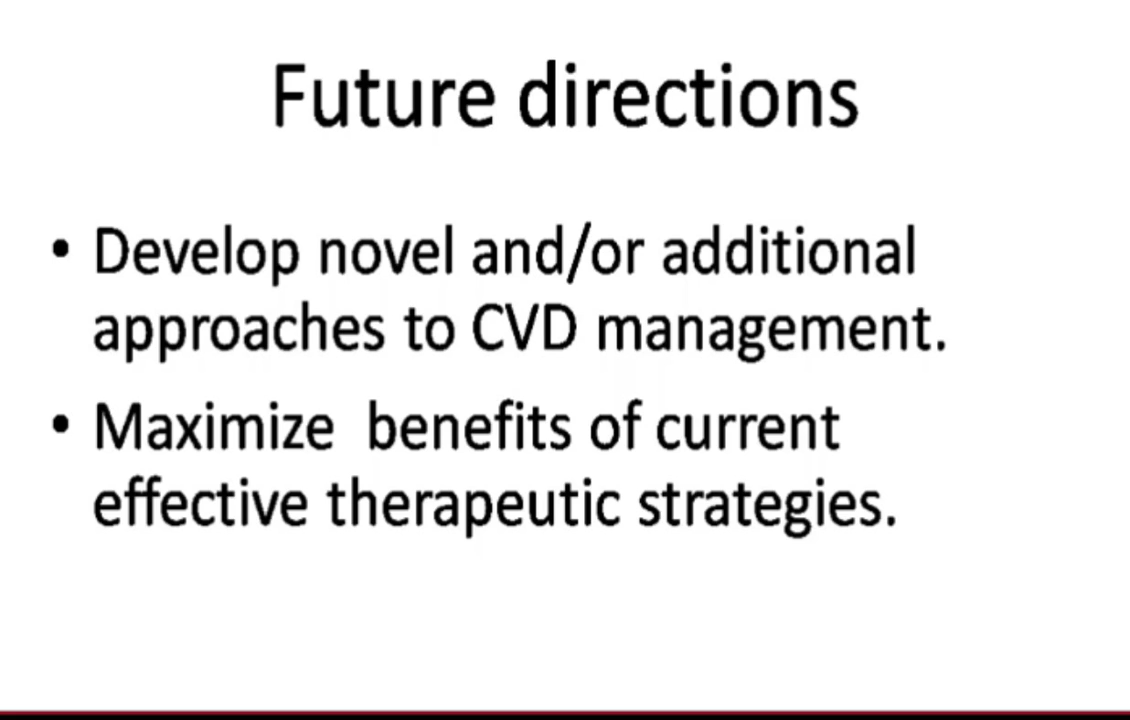 Future directions
• Develop novel and/or additional
approaches to CVD management.
• Maximize  benefits of current
effective therapeutic strategies.